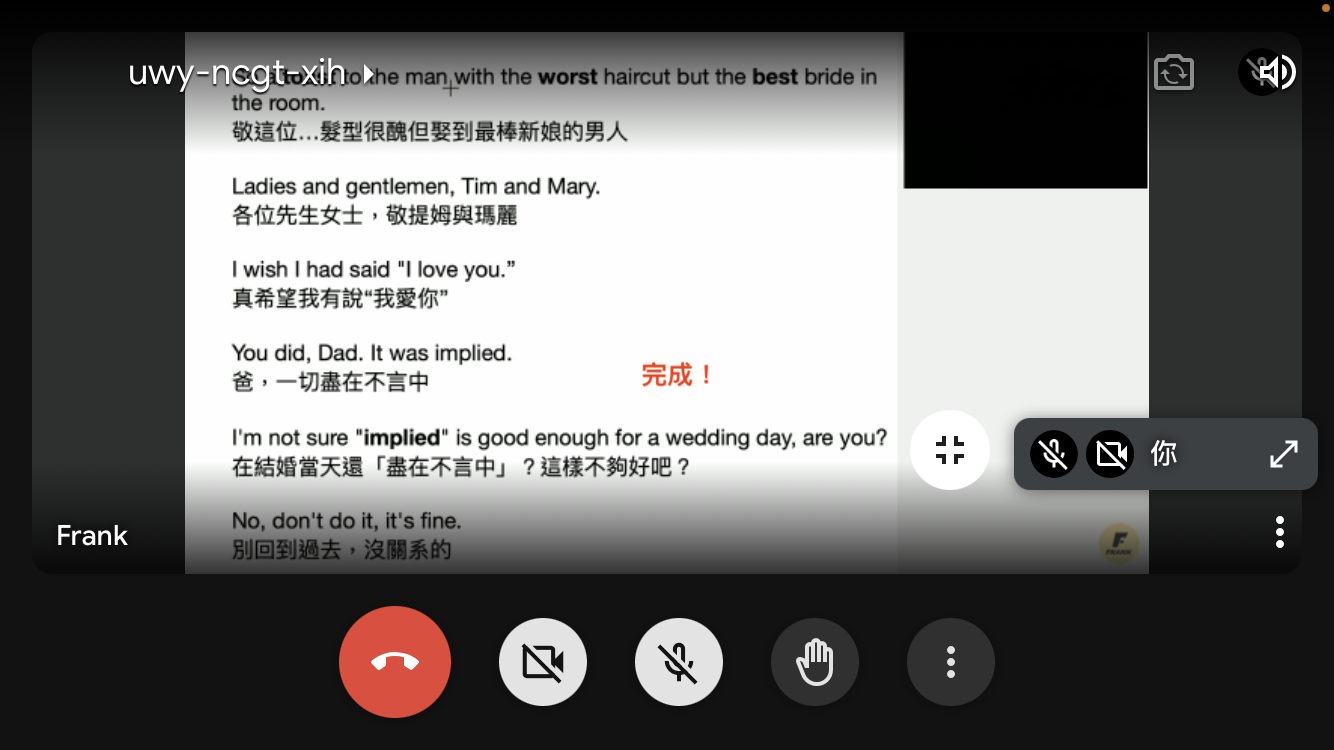 uwy-ncgt-xih
to the man with the worst haircut but the best bride in
the room.
敬這位...髮型很醜但娶到最棒新娘的男人
Ladies and gentlemen, Tim and Mary.
各位先生女士，敬提姆與瑪麗
I wish I had said "I love you.”
真希望我有說“我愛你”
You did, Dad. It was implied.
爸，一切盡在不言中
完成！
I'm not sure "implied" is good enough for a wedding day, are you?
在結婚當天還「盡在不言中」？這樣不夠好吧？
你
No, don't do it, it's fine.
別回到過去，沒關系的
Frank
F
FRANK